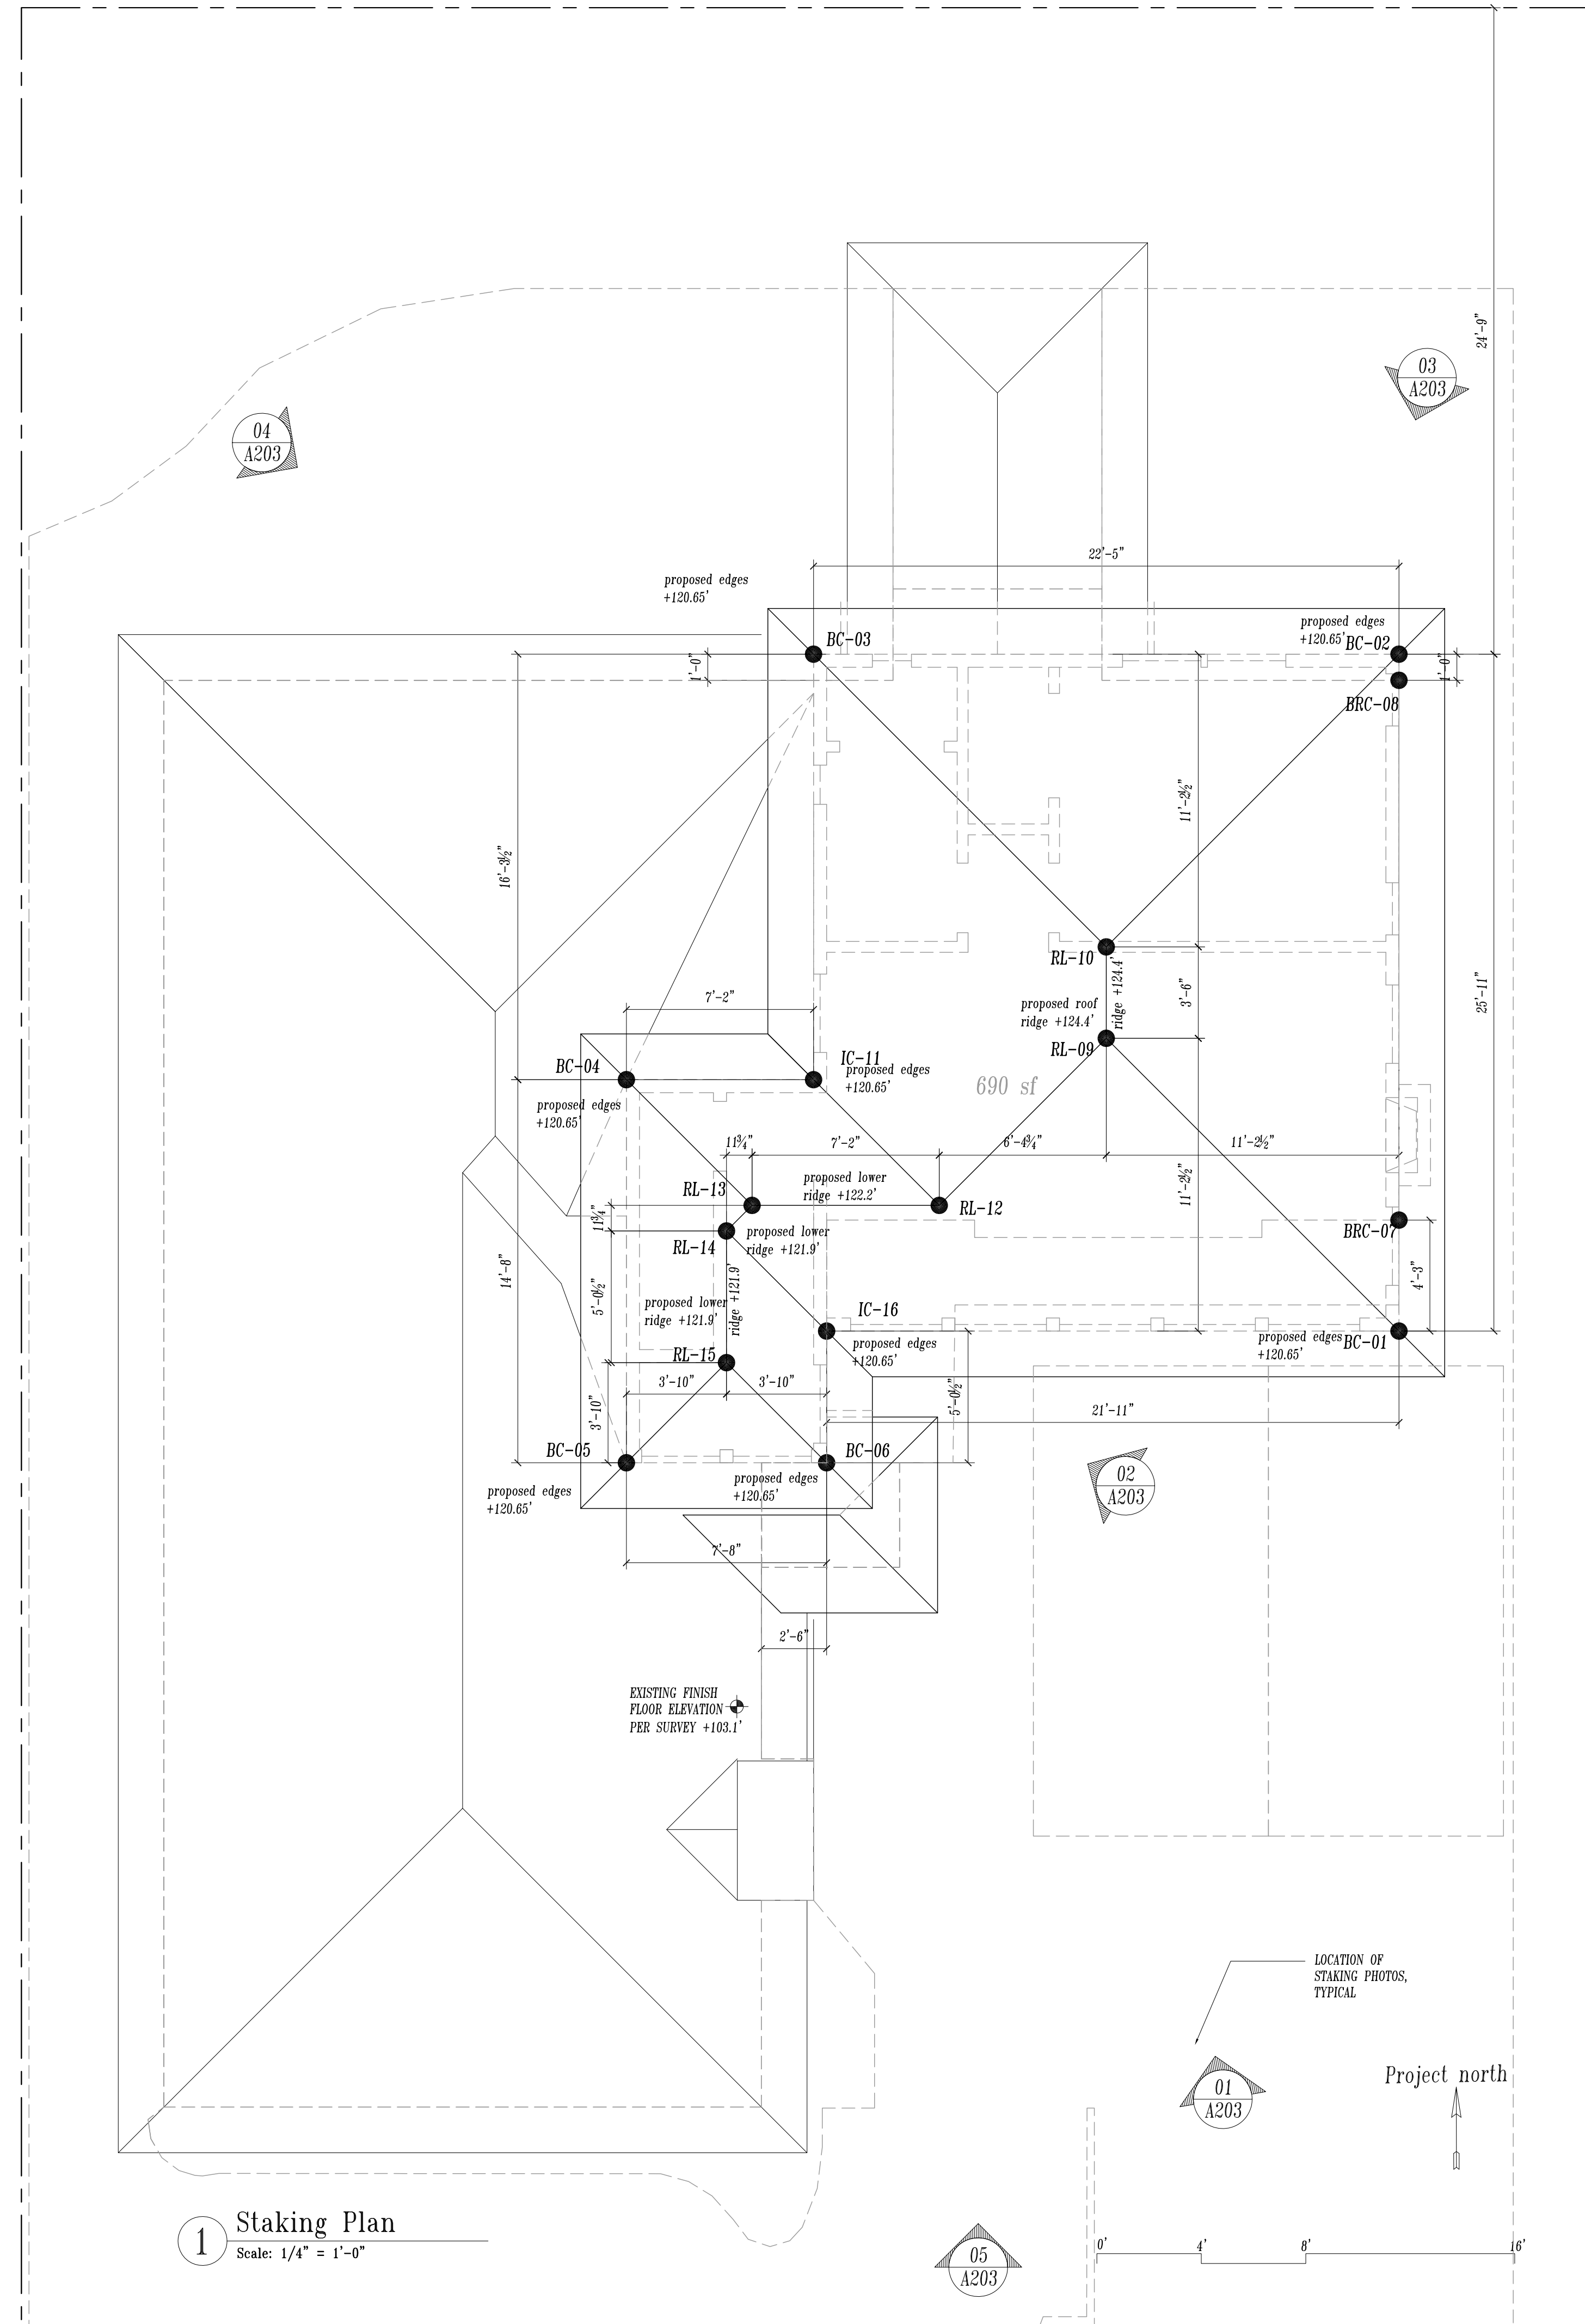 24'-9"
03
A203
04
A203
22'-5"
proposed edges
+120.65'
proposed edges
+120.65'
BC-03
BC-02
1'-0"
1'-0"
BRC-08
11'-2½"
16'-3½"
RL-10
ridge +124.4'
3'-6"
25'-11"
7'-2"
proposed roof
ridge +124.4'
RL-09
BC-04
IC-11
proposed edges
+120.65'
690 sf
proposed edges
+120.65'
11¾"
7'-2"
6'-4¾"
11'-2½"
RL-13
proposed lower
ridge +122.2'
11'-2½"
RL-12
11¾"
RL-14
proposed lower
ridge +121.9'
BRC-07
14'-8"
5'-0½"
proposed lower
ridge +121.9'
ridge +121.9'
4'-3"
IC-16
proposed edges
+120.65'
proposed edges
+120.65'
BC-01
RL-15
3'-10"
3'-10"
3'-10"
5'-0½"
21'-11"
BC-05
BC-06
proposed edges
+120.65'
proposed edges
+120.65'
02
A203
7'-8"
2'-6"
EXISTING FINISH
FLOOR ELEVATION
PER SURVEY +103.1'
LOCATION OF
STAKING PHOTOS,
TYPICAL
01
A203
Project north
1
Staking Plan
Scale: 1/4" = 1'-0"
05
A203
0'
4'
8'
16'